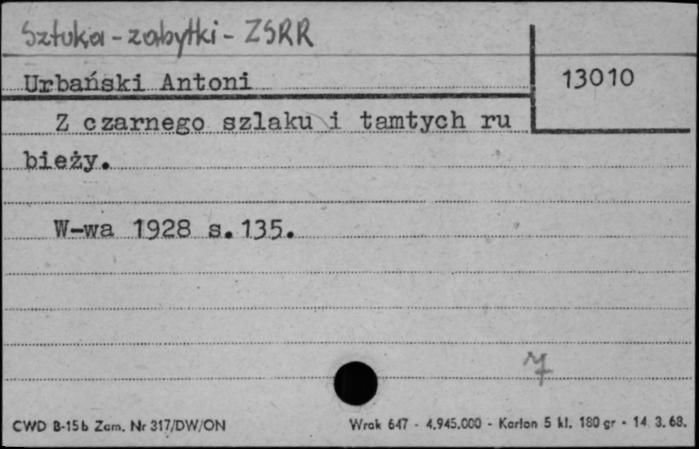 Sztuka - zabytki - ZSRR
Urbański Antoni
13010
Z czarnego szlaku i tamtych ru
bieży.
W-wa 1928 s.135.
7
CWD B-15b Zam. Nr 317/DW/ON
Wrak 647 - 4.945.000 - Karton 5 kl. 180 gr - 14. 3. 68.